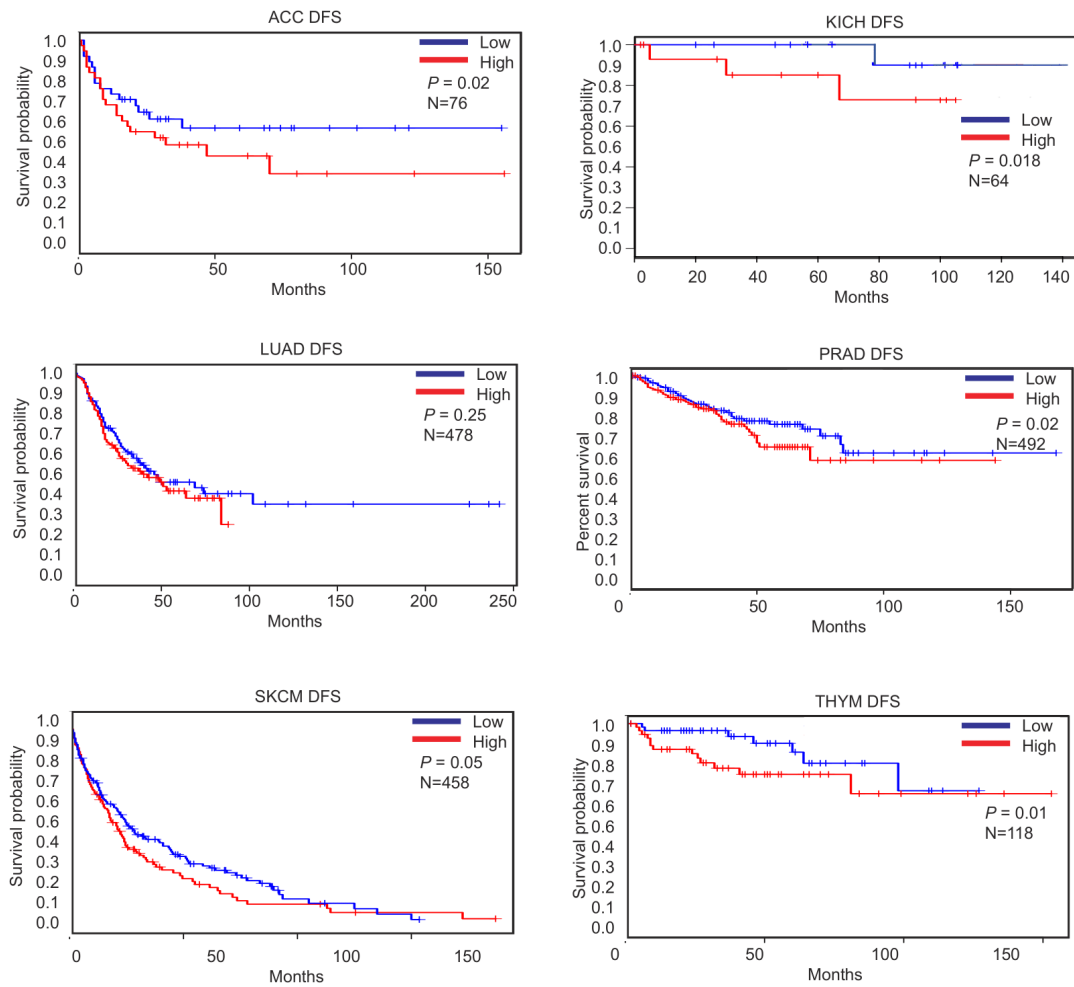 ACC DFS
Survival probability
1.0
0.9
0.8
0.7
0.6
0.6
0.4
0.3
0.2
0.1
0.0
Low
High
P = 0.02
N=76
0 50 100 150
Months
KICH DFS
Survival probability
1.0
0.9
0.8
0.7
0.6
0.6
0.4
0.3
0.2
0.1
0.0
Low
High
P = 0.018
N=64
0 20 40 60 80 100 120 140
Months
LUAD DFS
Survival probability
1.0
0.9
0.8
0.7
0.6
0.6
0.4
0.3
0.2
0.1
0.0
Low
High
P = 0.25
N=478
0 50 100 150 200 250
Months
PRAD DFS
Percent survival
1.0
0.9
0.8
0.7
0.6
0.6
0.4
0.3
0.2
0.1
0.0
Low
High
P = 0.02
N=492
0 50 100 150
Months
SKCM DFS
Survival probability
1.0
0.9
0.8
0.7
0.6
0.6
0.4
0.3
0.2
0.1
0.0
Low
High
P = 0.05
N=458
0 50 100 150
Months
THYM DFS
Survival probability
1.0
0.9
0.8
0.7
0.6
0.6
0.4
0.3
0.2
0.1
0.0
Low
High
P = 0.01
N=118
0 50 100 150
Months